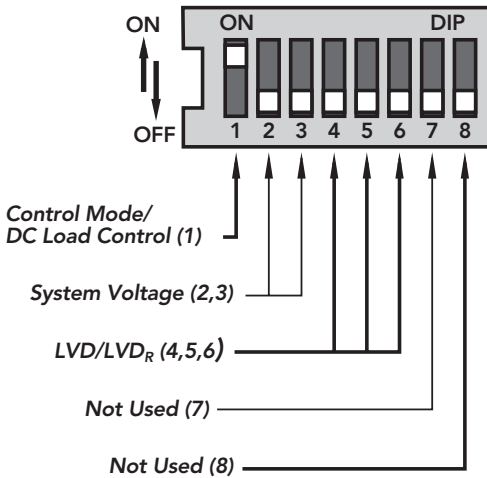 ON ON DIP
OFF 1 2 3 4 5 6 7 8
Control Mode/
DC Load Control (1)
System Voltage (2,3)
LVD/LVD_R (4,5,6)
Not Used (7)
Not Used (8)